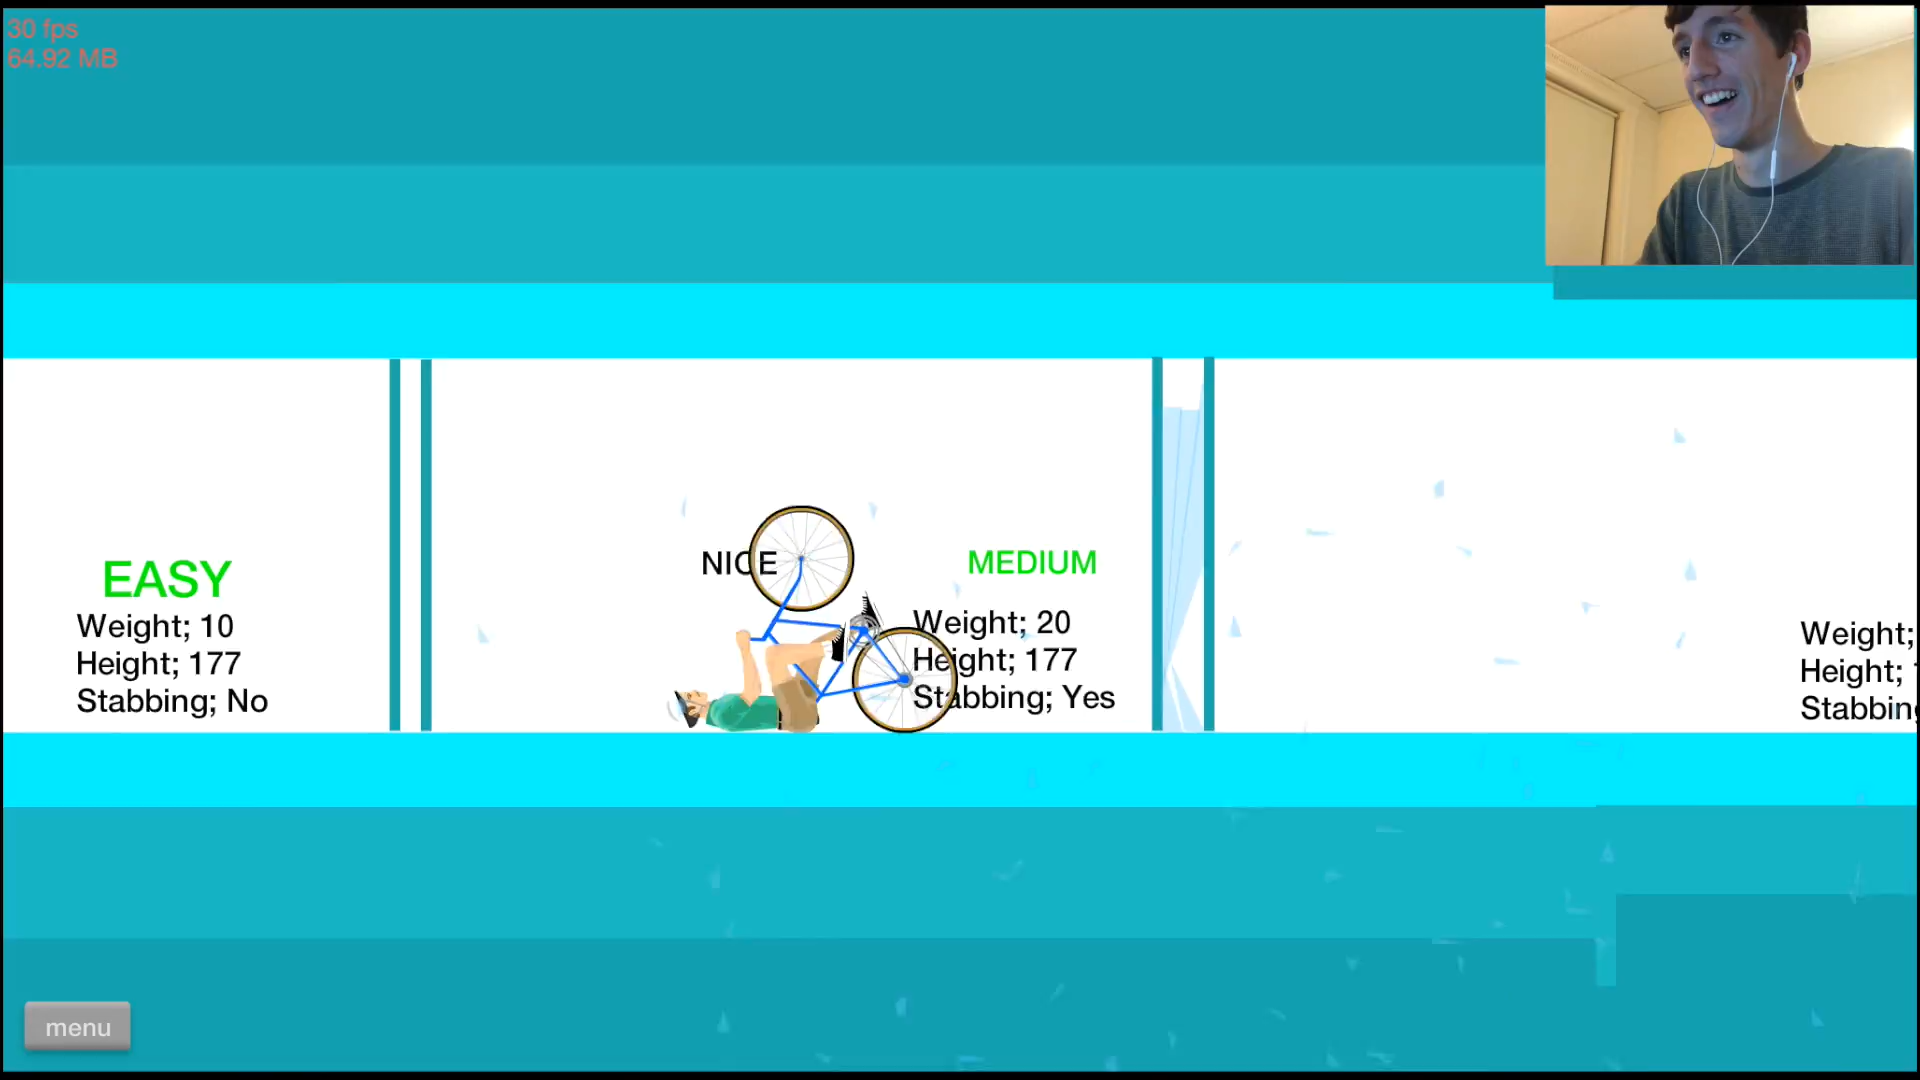 30 fps
64.92 MB
EASY
Weight; 10
Height; 177
Stabbing; No
NICE
MEDIUM
Weight; 20
Height; 177
Stabbing; Yes
Weight;
Height;
Stabbing
menu